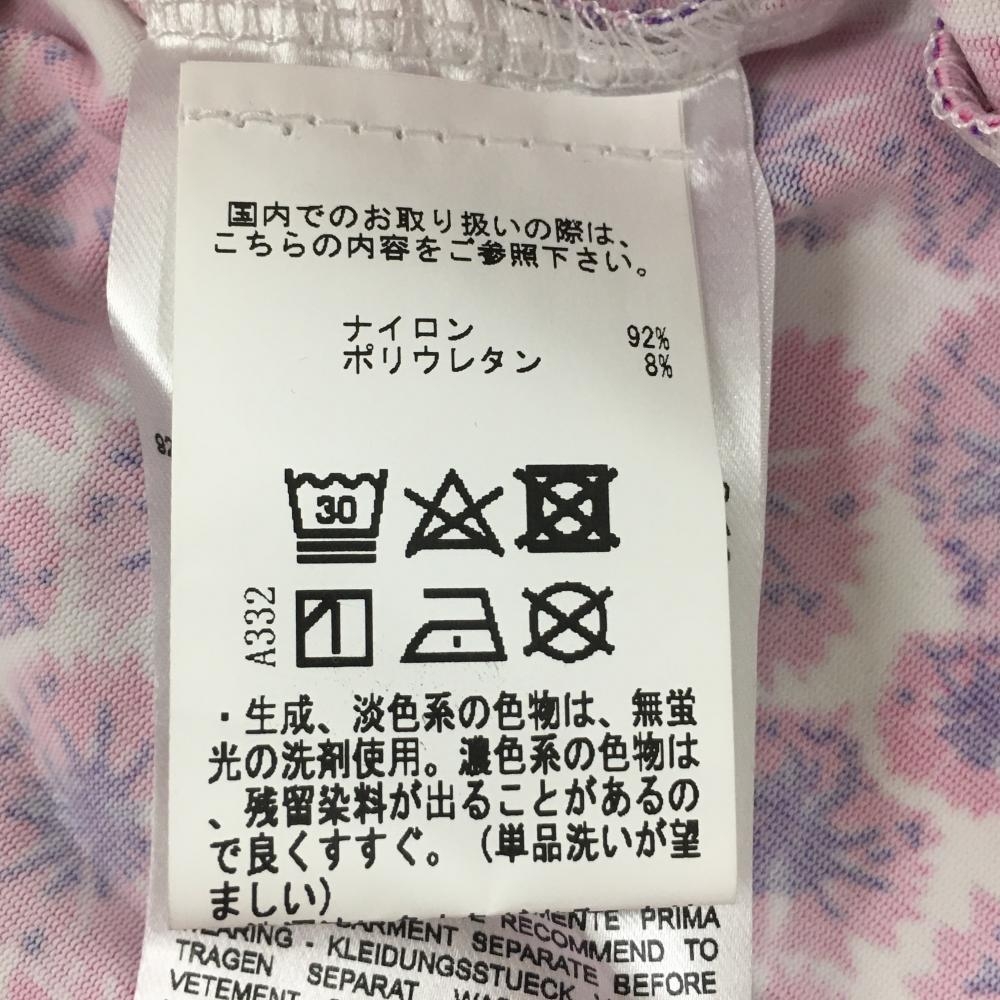 国内でのお取り扱いの際は、
こちらの内容をご参照下さい。
ナイロン 92%
ポリウレタン 8%
30
A332
・生成、淡色系の色物は、無蛍
光の洗剤使用。濃色系の色物は
、残留染料が出ることがあるの
で良くすすぐ。（単品洗いが望
ましい）
PRIMA
WEARING - GARMENT SEPARATE RECOMMEND TO
TRAGEN - KLEIDUNGSSTUECK
VETEMENT SEPARAT BEFORE